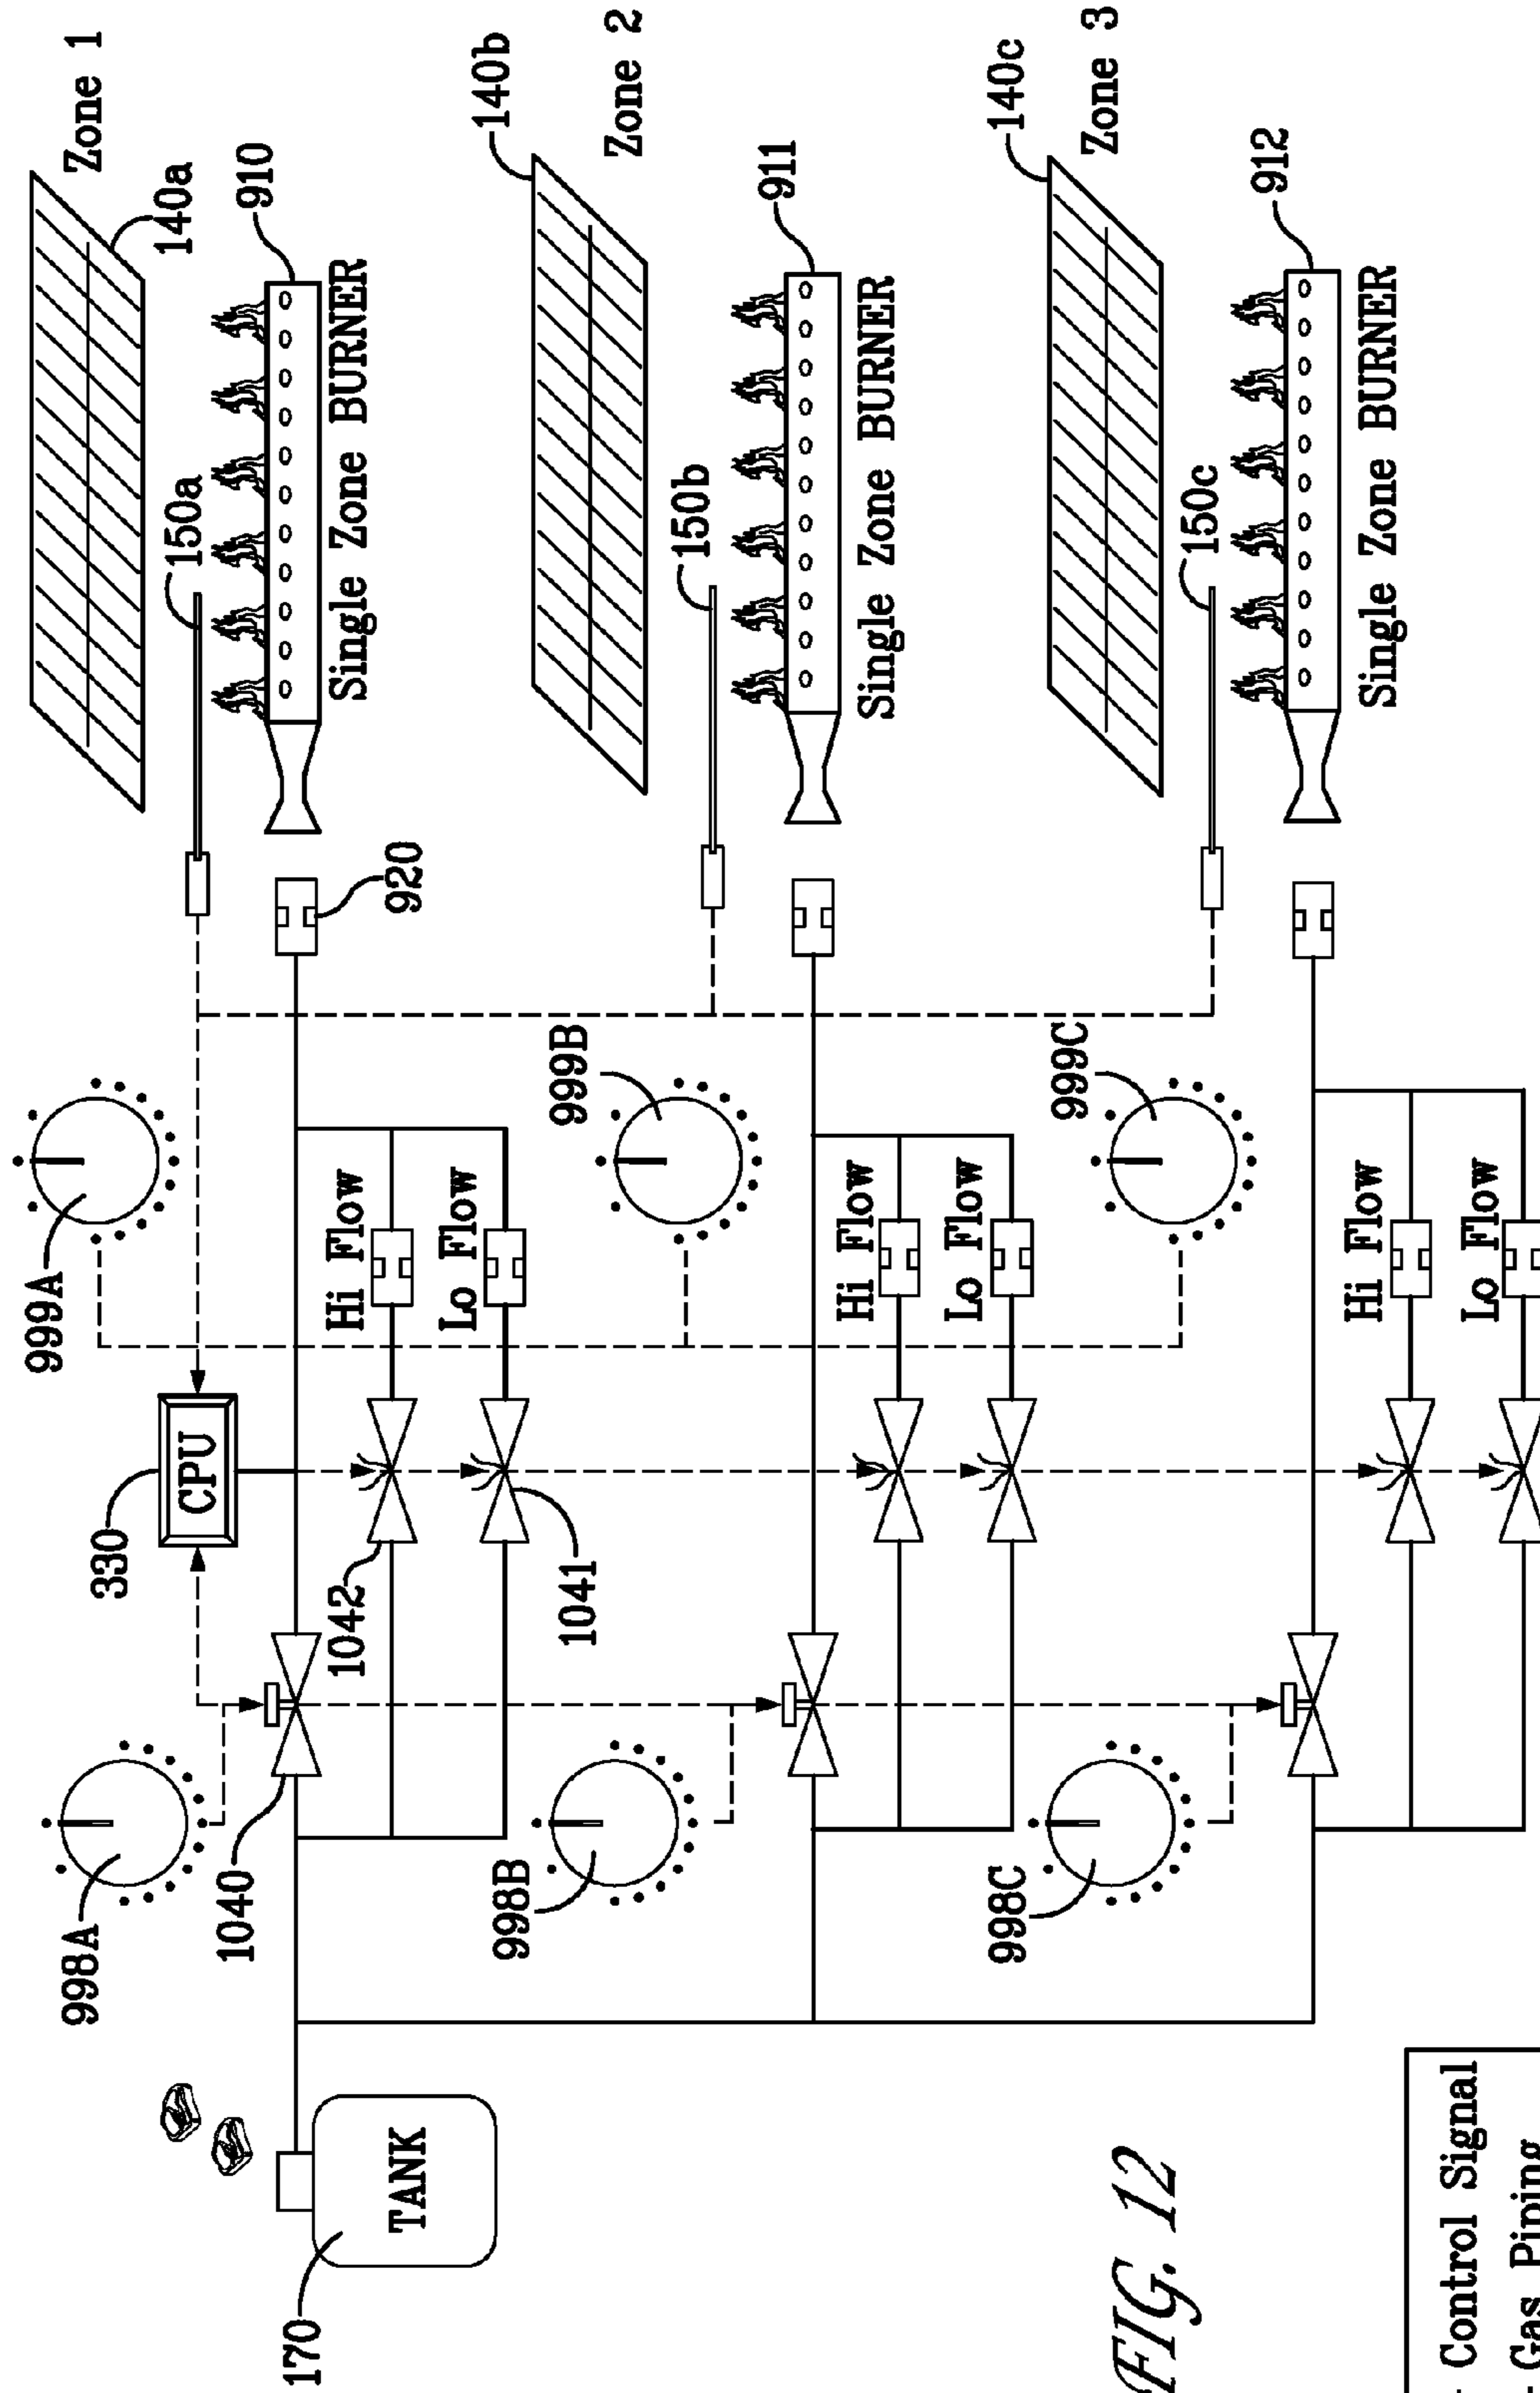 Zone 1
140a
910
Single Zone BURNER
150a
920
999A
330
CPU
Hi Flow
Lo Flow
1042
1041
1040
998A
170
TANK
Zone 2
140b
911
Single Zone BURNER
150b
999B
Hi Flow
Lo Flow
998B
Zone 3
140c
912
Single Zone BURNER
150c
999C
Hi Flow
Lo Flow
998C
FIG. 12
Control Signal
Gas Piping